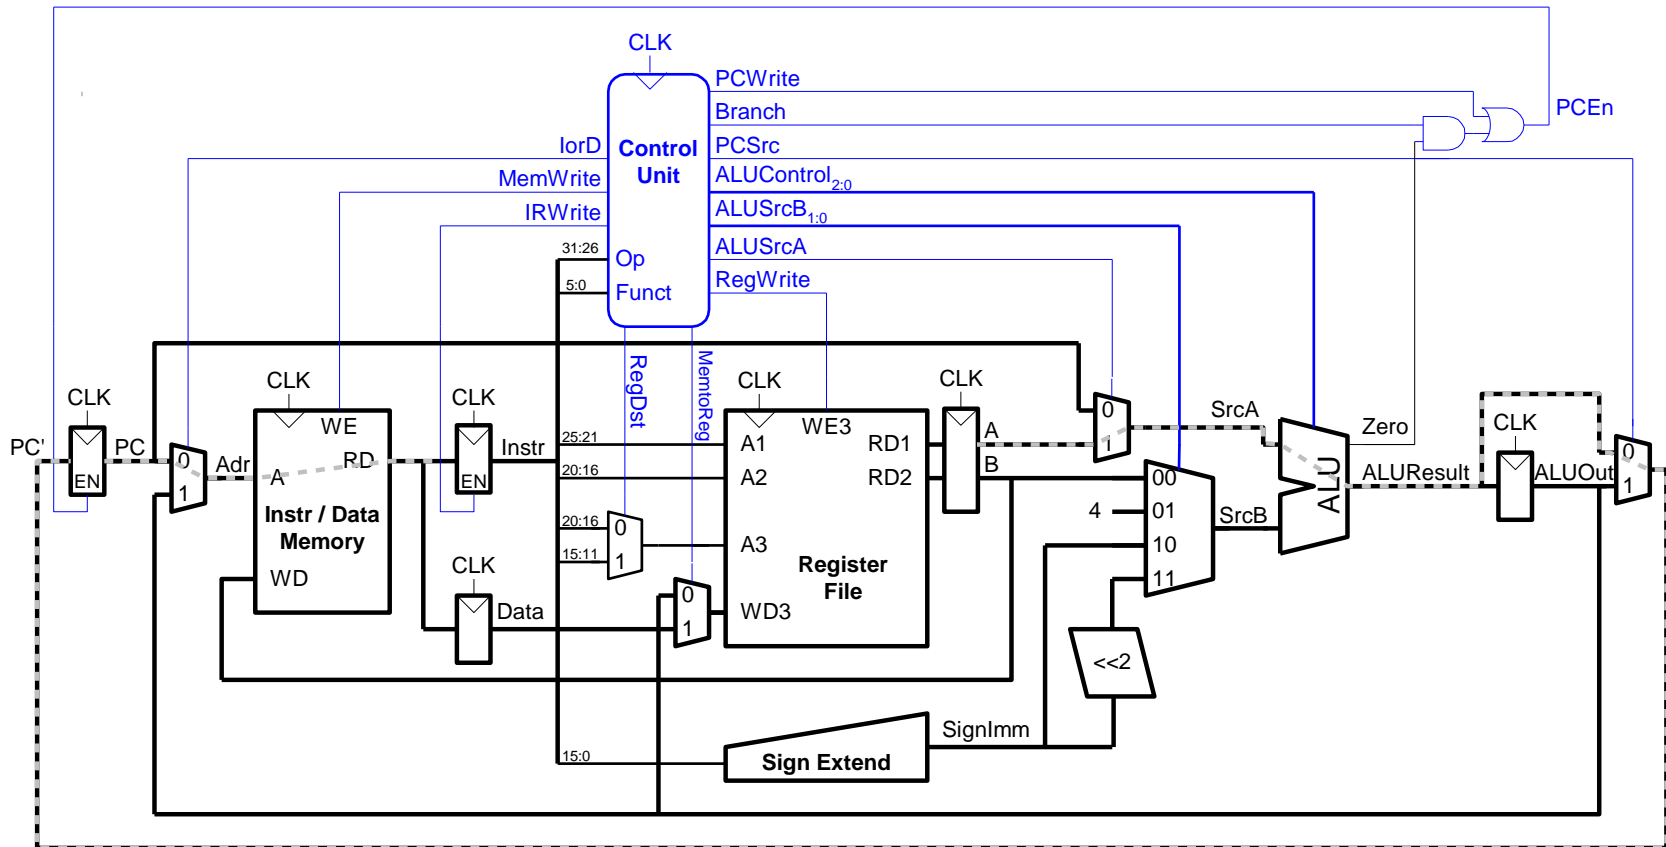 CLK
PCWrite
Branch
PCEn
IorD
Control
Unit
PCSrc
MemWrite
ALUControl2:0
IRWrite
ALUSrcB1:0
31:26
Op
ALUSrcA
5:0
Funct
RegWrite
RegDst
MemtoReg
CLK
CLK
CLK
CLK
CLK
PC'
EN
PC
0
1
Adr
WE
A
RD
Instr / Data
Memory
WD
EN
Instr
CLK
Data
25:21
20:16
20:16
15:11
0
1
0
1
A1
A2
A3
WD3
WE3
RD1
RD2
Register
File
A
B
0
1
SrcA
00
01
10
11
4
SrcB
ALU
Zero
ALUResult
CLK
ALUOut
0
1
<<2
SignImm
15:0
Sign Extend